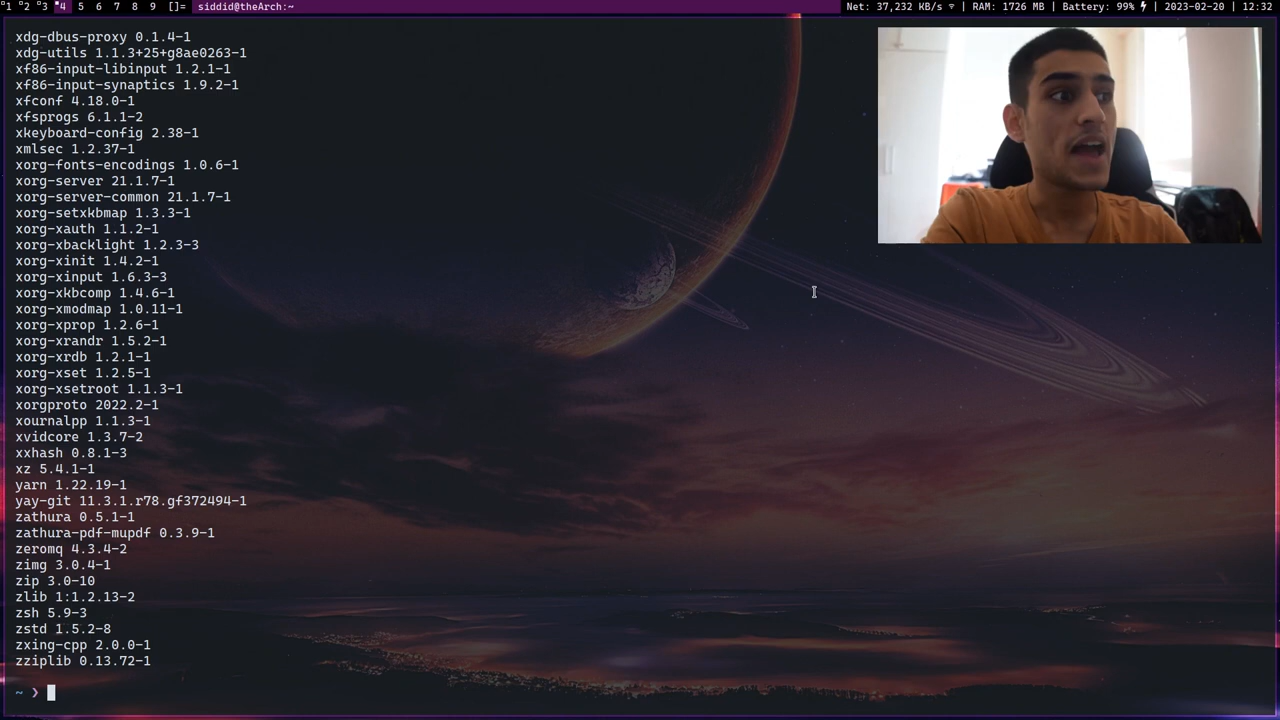 1 2 3 4 5 6 7 8 9 []= siddid@theArch:~ Net: 37,232 KB/s | RAM: 1726 MB | Battery: 99% | 2023-02-20 | 12:32
xdg-dbus-proxy 0.1.4-1
xdg-utils 1.1.3+25+g8ae0263-1
xf86-input-libinput 1.2.1-1
xf86-input-synaptics 1.9.2-1
xfconf 4.18.0-1
xfsprogs 6.1.1-2
xkeyboard-config 2.38-1
xmlsec 1.2.37-1
xorg-fonts-encodings 1.0.6-1
xorg-server 21.1.7-1
xorg-server-common 21.1.7-1
xorg-setxkbmap 1.3.3-1
xorg-xauth 1.1.2-1
xorg-xbacklight 1.2.3-3
xorg-xinit 1.4.2-1
xorg-xinput 1.6.3-3
xorg-xkbcomp 1.4.6-1
xorg-xmodmap 1.0.11-1
xorg-xprop 1.2.6-1
xorg-xrandr 1.5.2-1
xorg-xrdb 1.2.1-1
xorg-xset 1.2.5-1
xorg-xsetroot 1.1.3-1
xorgproto 2022.2-1
xournalpp 1.1.3-1
xvidcore 1.3.7-2
xxhash 0.8.1-3
xz 5.4.1-1
yarn 1.22.19-1
yay-git 11.3.1.r78.gf372494-1
zathura 0.5.1-1
zathura-pdf-mupdf 0.3.9-1
zeromq 4.3.4-2
zimg 3.0.4-1
zip 3.0-10
zlib 1:1.2.13-2
zsh 5.9-3
zstd 1.5.2-8
zxing-cpp 2.0.0-1
zziplib 0.13.72-1
~ ❯